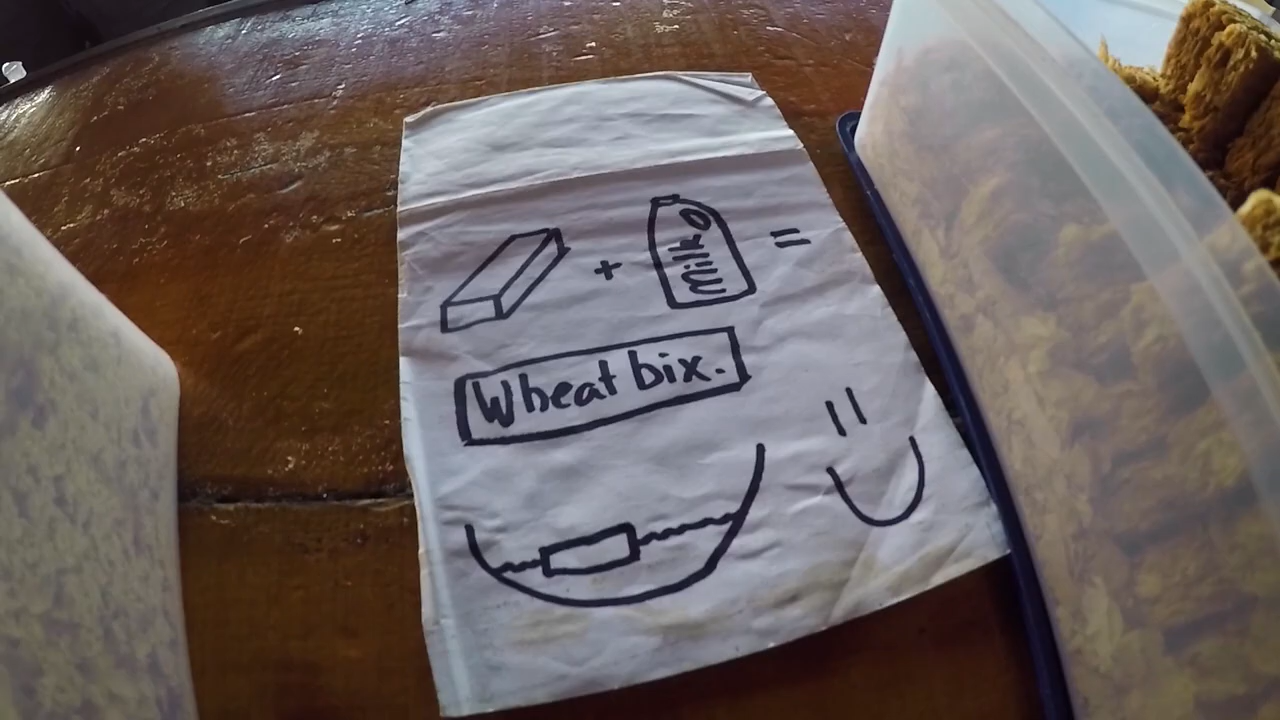 + milk =
Wheat bix.